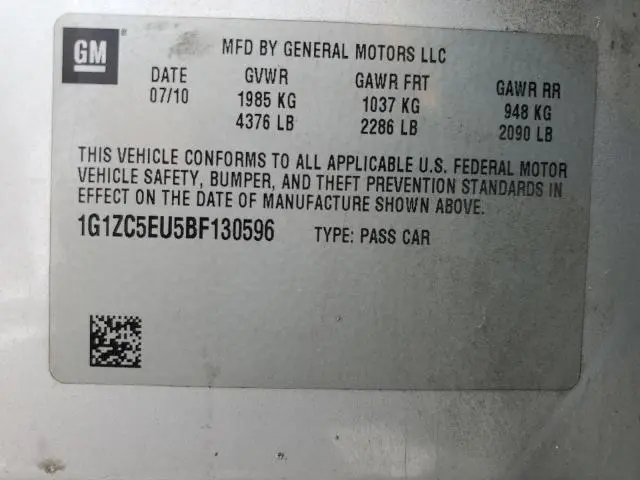 GM ®
MFD BY GENERAL MOTORS LLC
DATE GVWR GAWR FRT GAWR RR
07/10 1985 KG 1037 KG 948 KG
4376 LB 2286 LB 2090 LB
THIS VEHICLE CONFORMS TO ALL APPLICABLE U.S. FEDERAL MOTOR
VEHICLE SAFETY, BUMPER, AND THEFT PREVENTION STANDARDS IN
EFFECT ON THE DATE OF MANUFACTURE SHOWN ABOVE.
1G1ZC5EU5BF130596 TYPE: PASS CAR